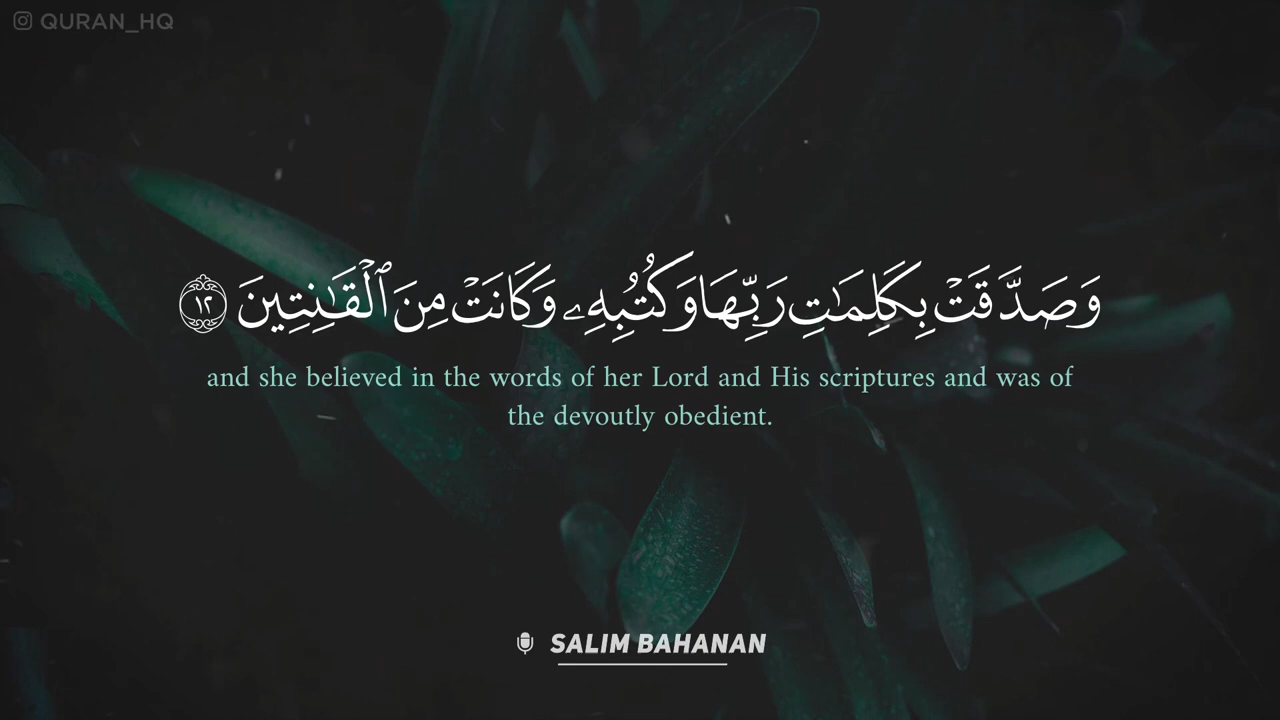 QURAN_HQ
وَصَدَّقَتْ بِكَلِمَٰتِ رَبِّهَا وَكُتُبِهِۦ وَكَانَتْ مِنَ ٱلْقَٰنِتِينَ ١٢
and she believed in the words of her Lord and His scriptures and was of
the devoutly obedient.
SALIM BAHANAN